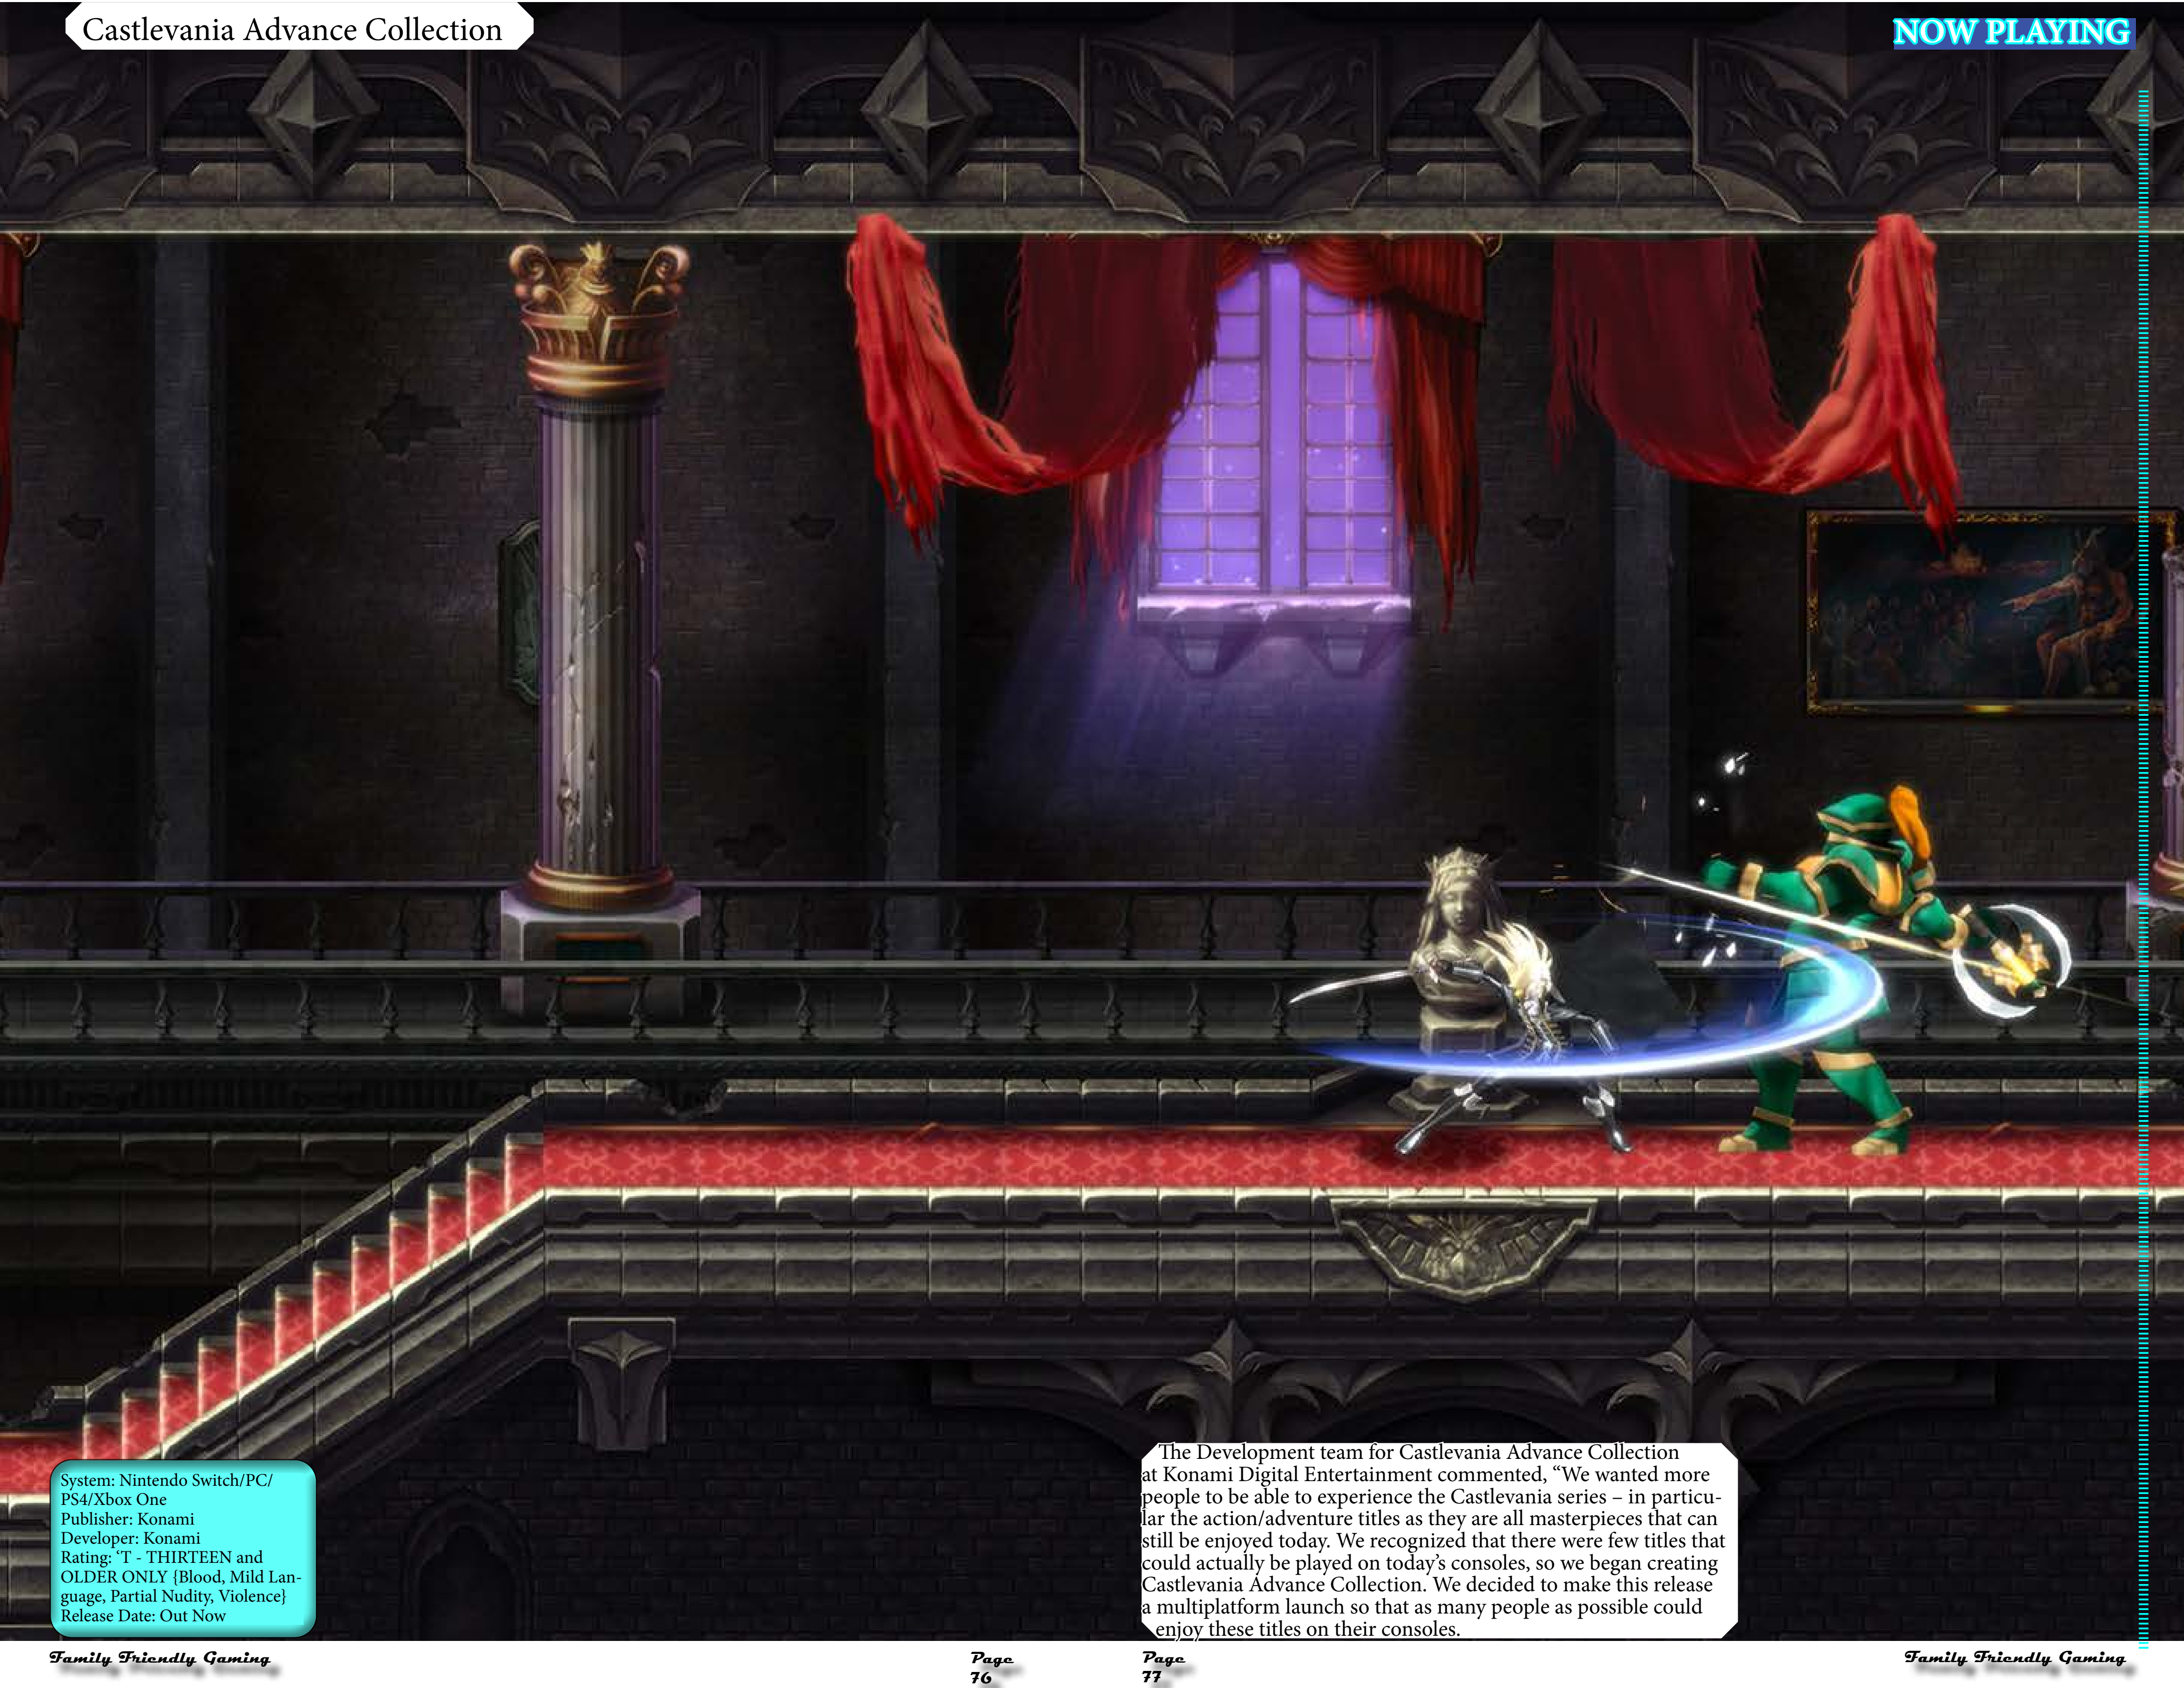 Castlevania Advance Collection
NOW PLAYING
System: Nintendo Switch/PC/
PS4/Xbox One
Publisher: Konami
Developer: Konami
Rating: ‘T - THIRTEEN and
OLDER ONLY {Blood, Mild Lan-
guage, Partial Nudity, Violence}
Release Date: Out Now
The Development team for Castlevania Advance Collection
at Konami Digital Entertainment commented, “We wanted more
people to be able to experience the Castlevania series – in particu-
lar the action/adventure titles as they are all masterpieces that can
still be enjoyed today. We recognized that there were few titles that
could actually be played on today’s consoles, so we began creating
Castlevania Advance Collection. We decided to make this release
a multiplatform launch so that as many people as possible could
enjoy these titles on their consoles.
Family Friendly Gaming
Page
76
Page
77
Family Friendly Gaming